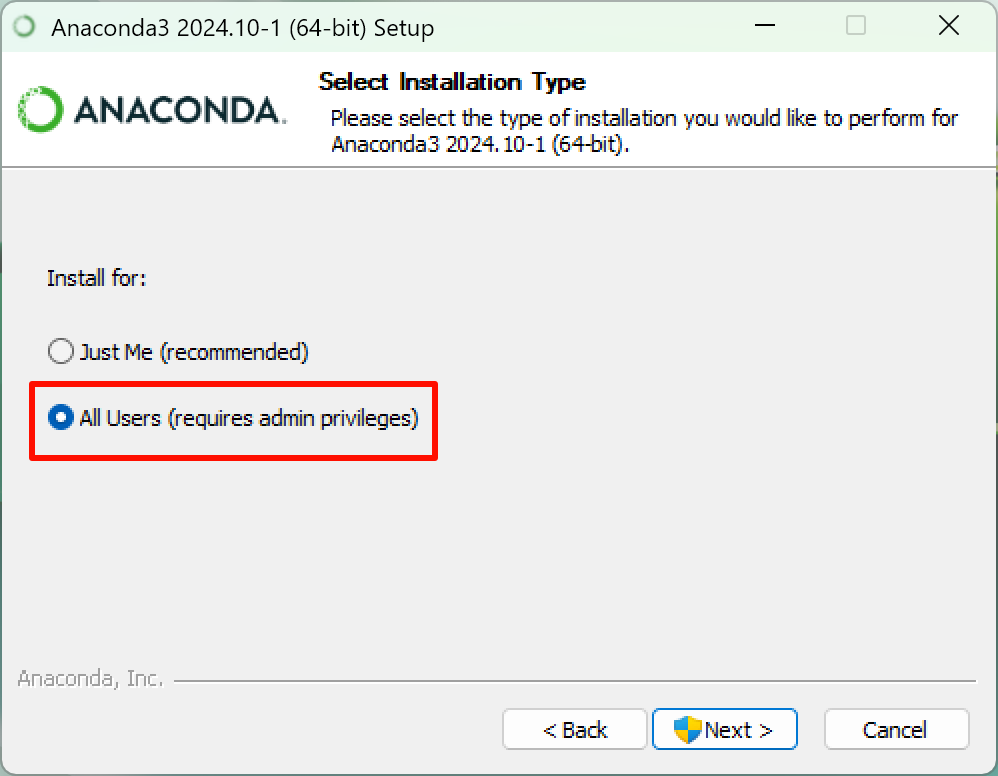 Anaconda3 2024.10-1 (64-bit) Setup
ANACONDA.
Select Installation Type
Please select the type of installation you would like to perform for
Anaconda3 2024.10-1 (64-bit).
Install for:
Just Me (recommended)
All Users (requires admin privileges)
Anaconda, Inc.
< Back
Next >
Cancel